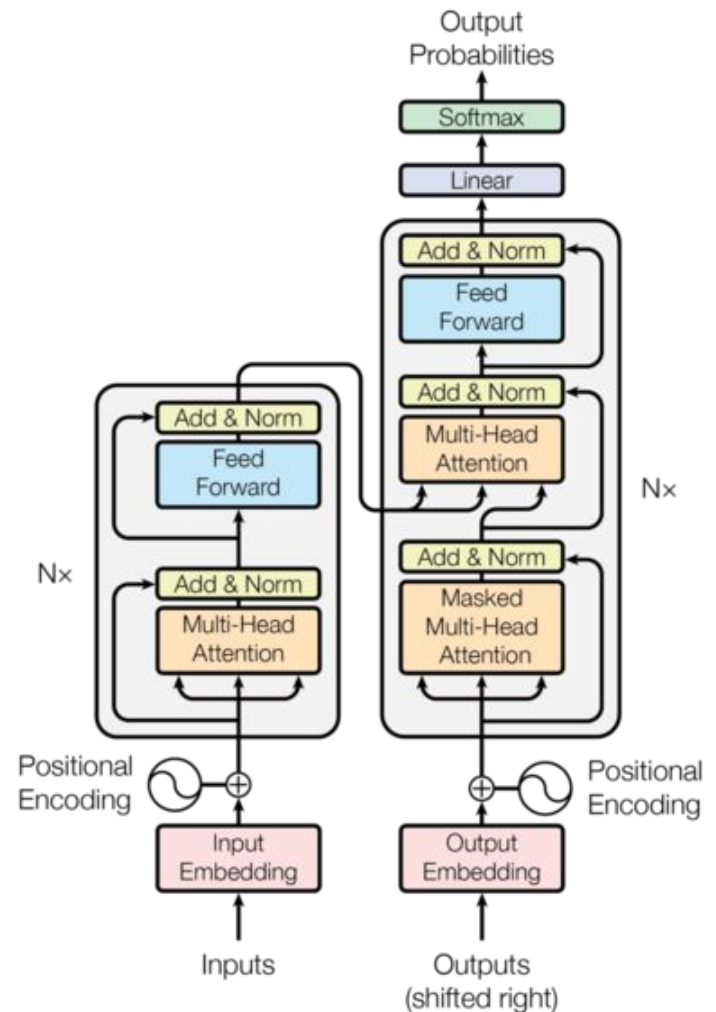 Output
Probabilities
Softmax
Linear
Add & Norm
Feed
Forward
Add & Norm
Multi-Head
Attention
Add & Norm
Masked
Multi-Head
Attention
Nx
Add & Norm
Feed
Forward
Add & Norm
Multi-Head
Attention
Nx
Positional
Encoding
Positional
Encoding
Input
Embedding
Output
Embedding
Inputs
Outputs
(shifted right)